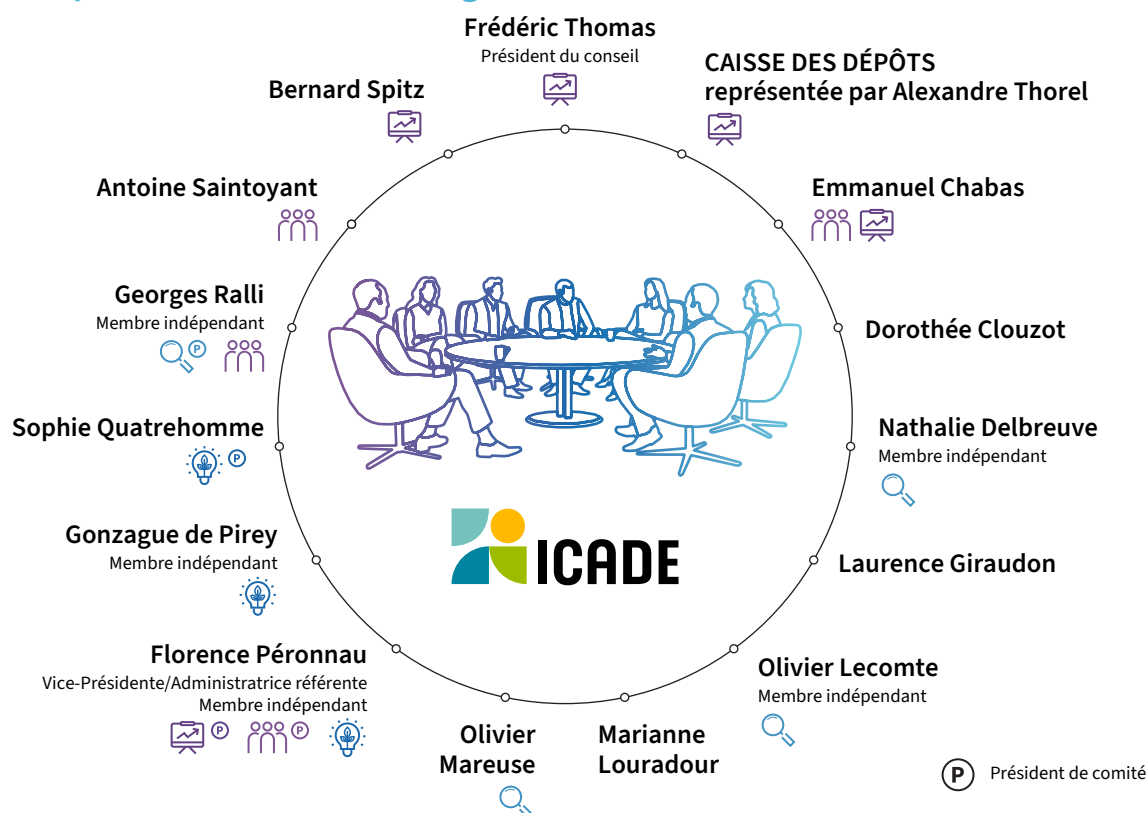 Frédéric Thomas
Président du conseil
CAISSE DES DÉPÔTS
représentée par Alexandre Thorel
Bernard Spitz
Antoine Saintoyant
Emmanuel Chabas
Georges Ralli
Membre indépendant
P
Dorothée Clouzot
Sophie Quatrehomme
P
Nathalie Delbreuve
Membre indépendant
ICADE
Gonzague de Pirey
Membre indépendant
Laurence Giraudon
Florence Péronnau
Vice-Présidente/Administratrice référente
Membre indépendant
P
P
Olivier Lecomte
Membre indépendant
Olivier
Mareuse
Marianne
Louradour
P Président de comité